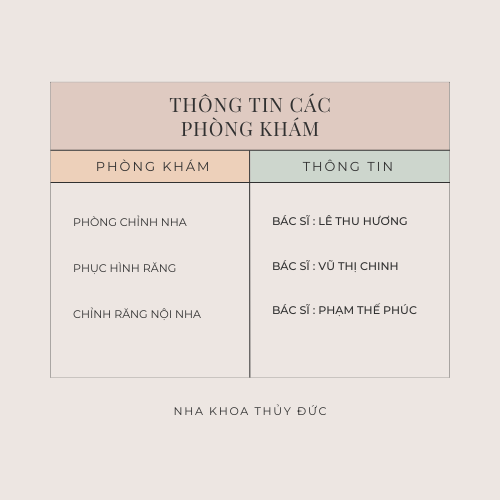 THÔNG TIN CÁC
PHÒNG KHÁM
PHÒNG KHÁM THÔNG TIN
PHÒNG CHỈNH NHA BÁC SĨ : LÊ THU HƯƠNG
PHỤC HÌNH RĂNG BÁC SĨ : VŨ THỊ CHINH
CHỈNH RĂNG NỘI NHA BÁC SĨ : PHẠM THẾ PHÚC
NHA KHOA THỦY ĐỨC